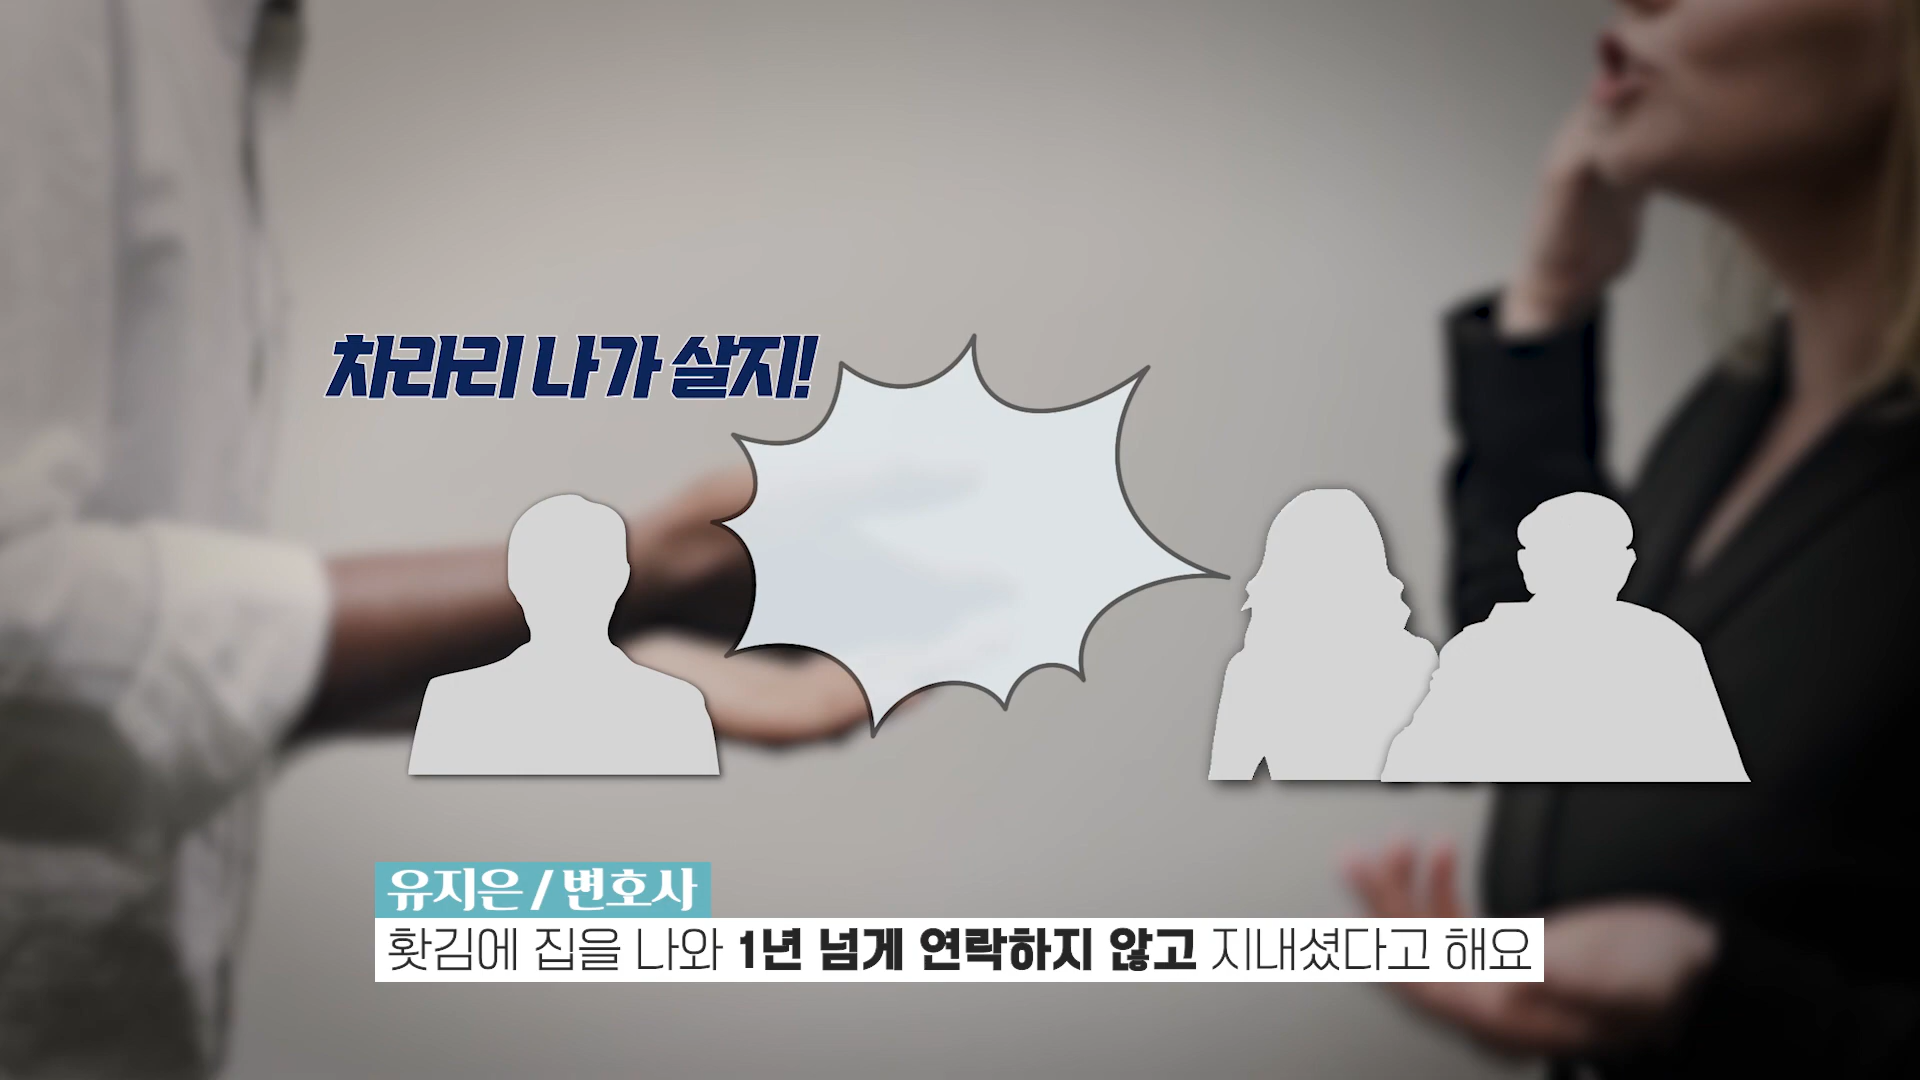 차라리 나가 살지!
유지은 / 변호사
홧김에 집을 나와 1년 넘게 연락하지 않고 지내셨다고 해요